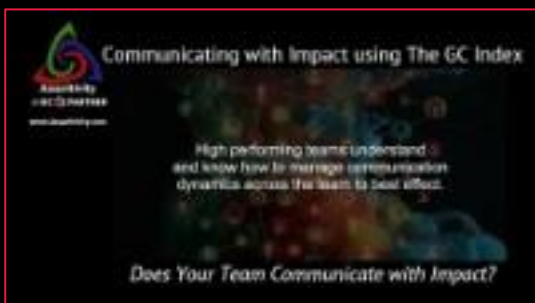 Communicating with Impact using The GC Index
PARTNER
High performing teams understand
and know how to manage communication
dynamics across the team to best effect.
Does Your Team Communicate with Impact?